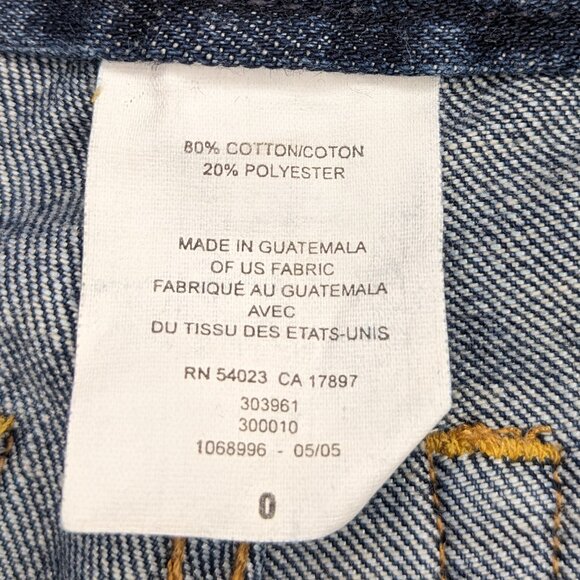 80% COTTON/COTON
20% POLYESTER
MADE IN GUATEMALA
OF US FABRIC
FABRIQUÉ AU GUATEMALA
AVEC
DU TISSU DES ETATS-UNIS
RN 54023 CA 17897
303961
300010
1068996 - 05/05
0